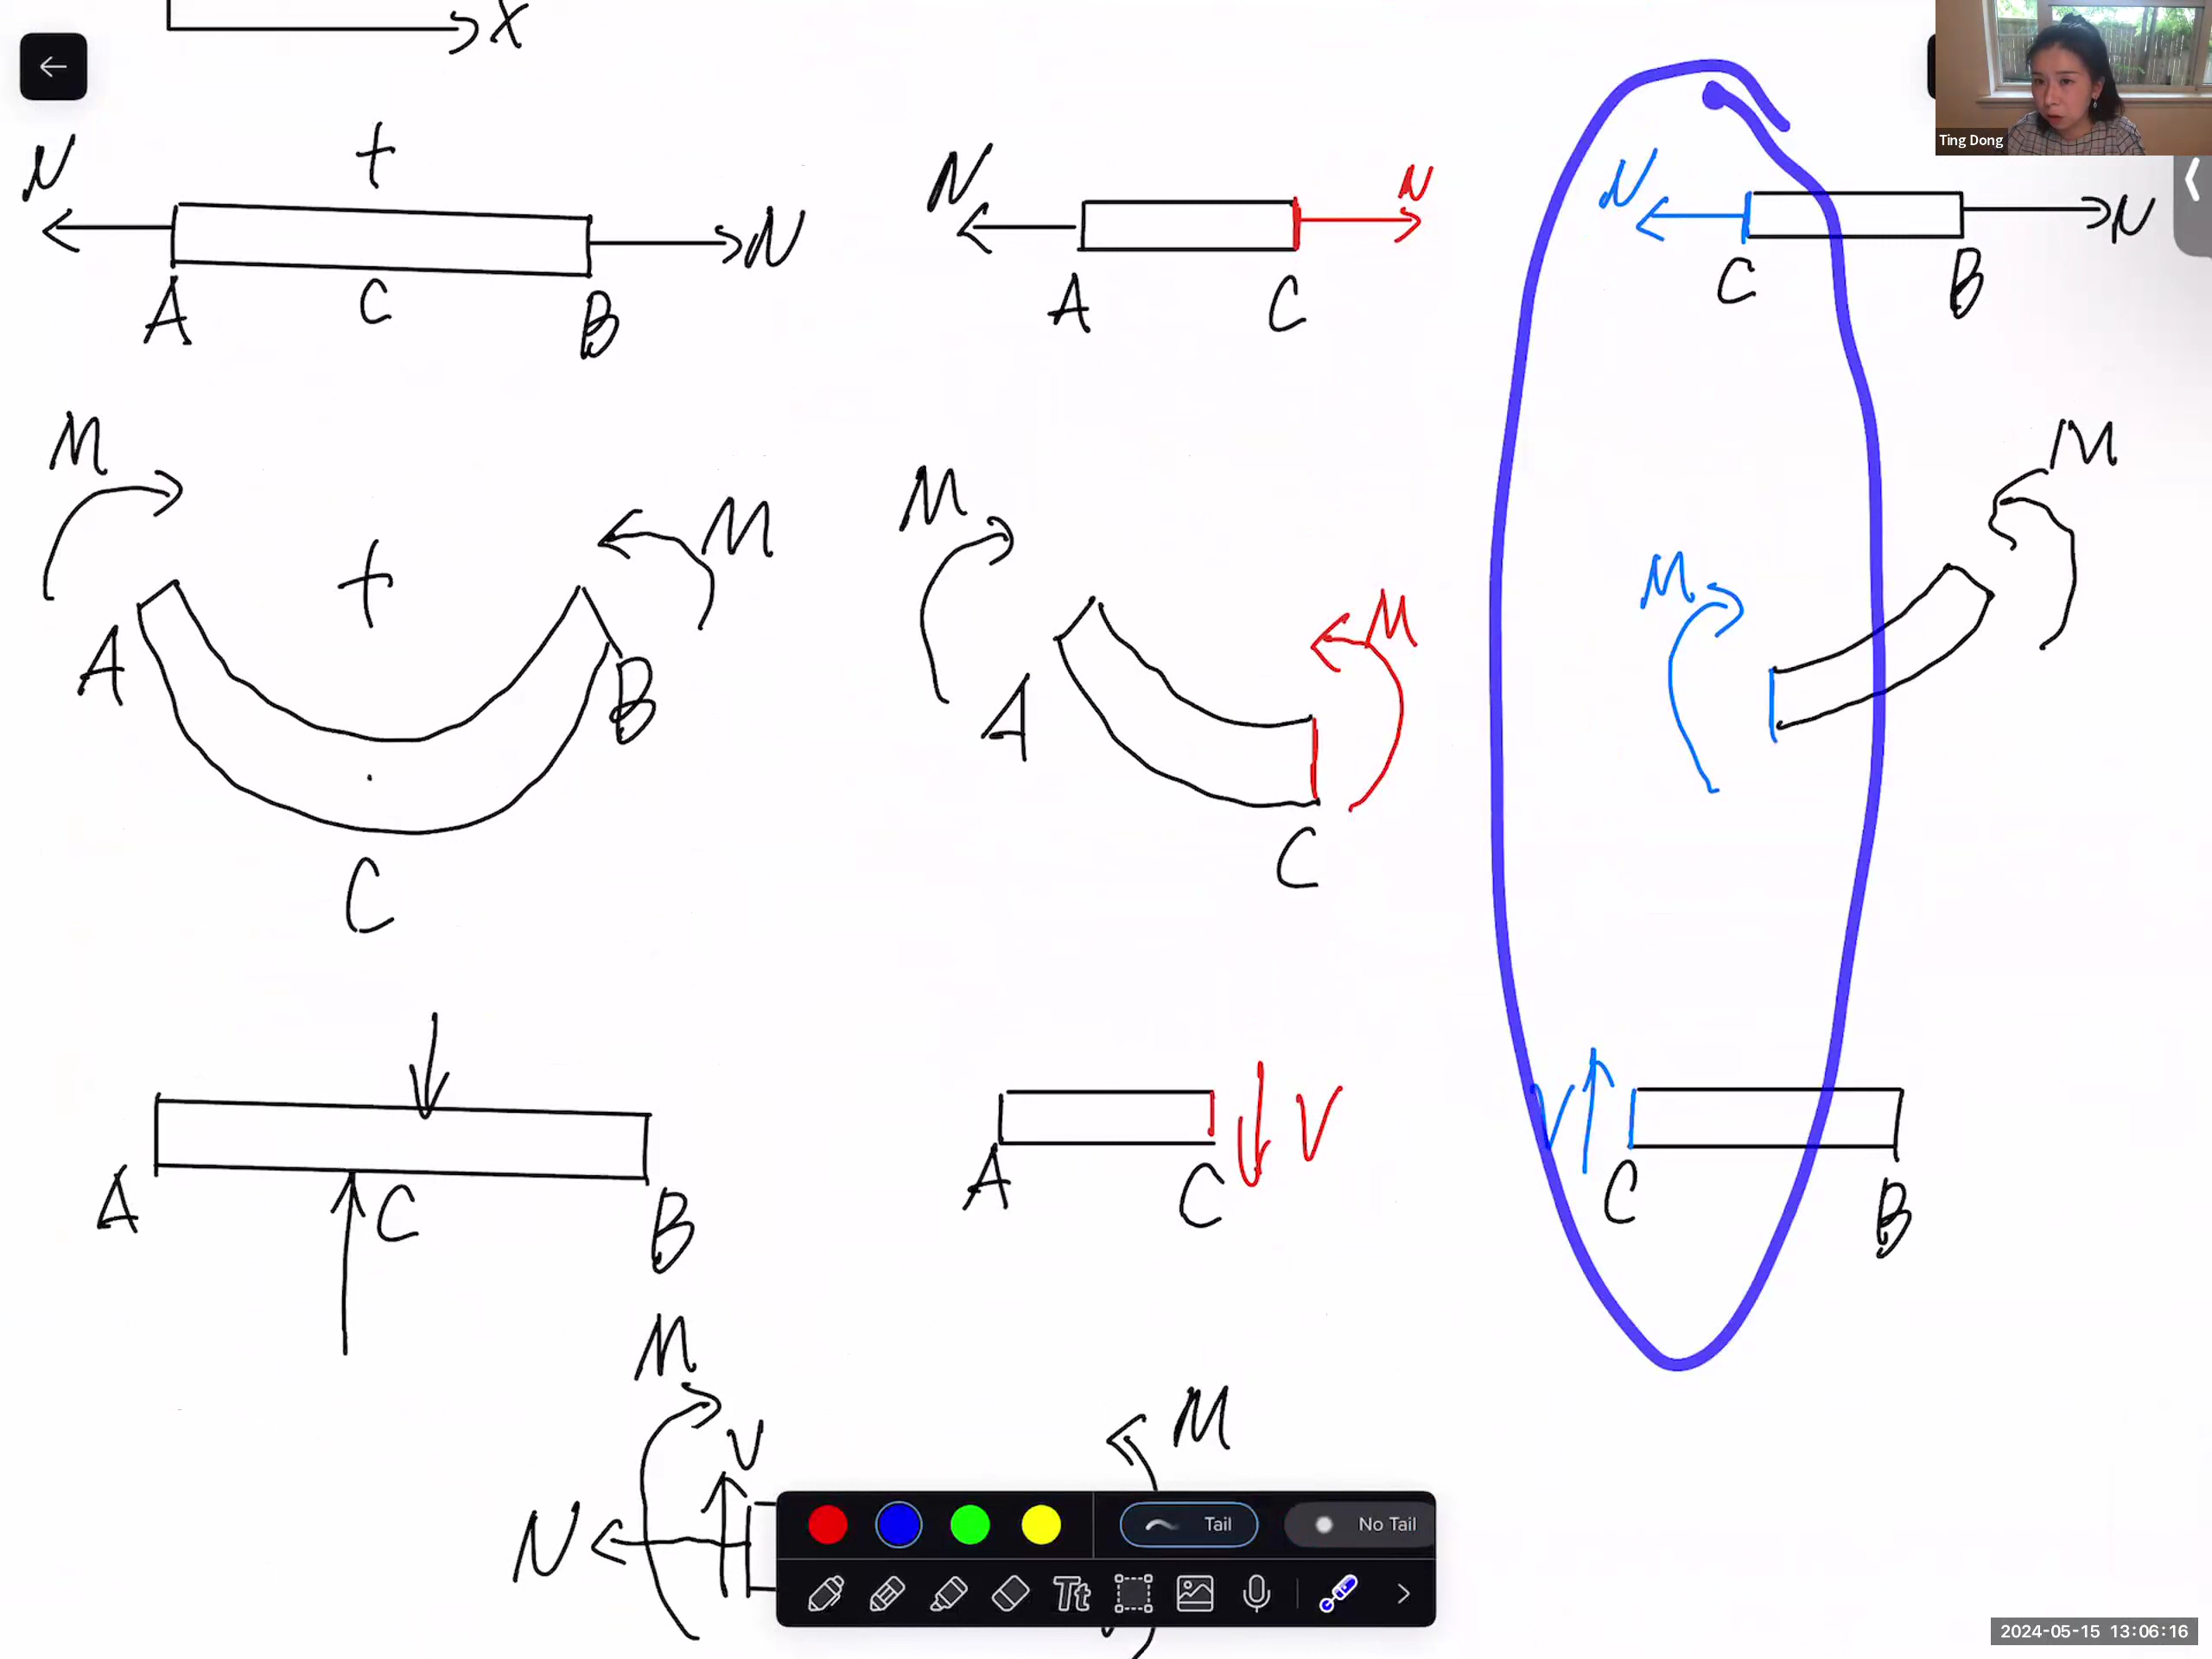 X
Ting Dong
N + N
A C B
N N
A C
N N
C B
M + M
A B
C
M M
A
C
M M
A C B
A C V
V C B
M
V
N
M
Tail No Tail
Tt
2024-05-15 13:06:16